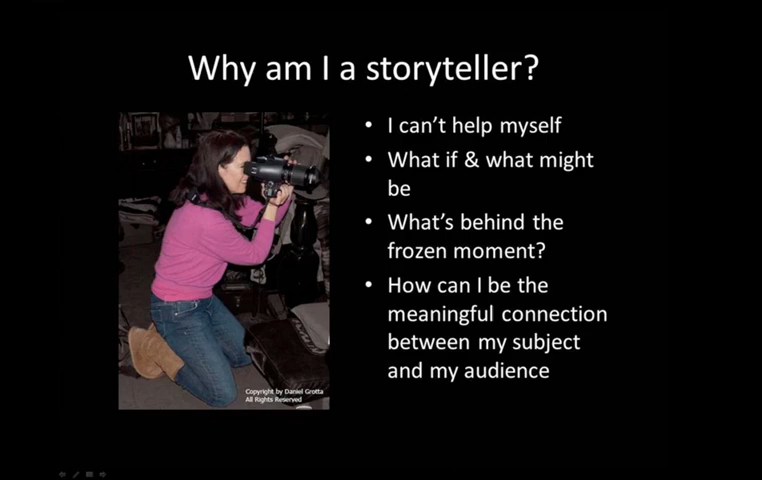 Why am I a storyteller?
• I can’t help myself
• What if & what might
be
• What’s behind the
frozen moment?
• How can I be the
meaningful connection
between my subject
and my audience
Copyright by Daniel Grotta
All Rights Reserved